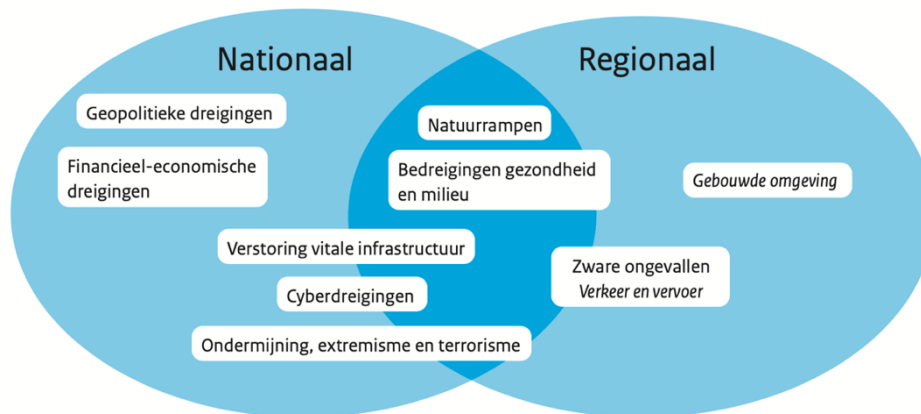 Nationaal
Regionaal
Geopolitieke dreigingen
Natuurrampen
Financieel-economische
dreigingen
Bedreigingen gezondheid
en milieu
Gebouwde omgeving
Verstoring vitale infrastructuur
Zware ongevallen
Verkeer en vervoer
Cyberdreigingen
Ondermijning, extremisme en terrorisme